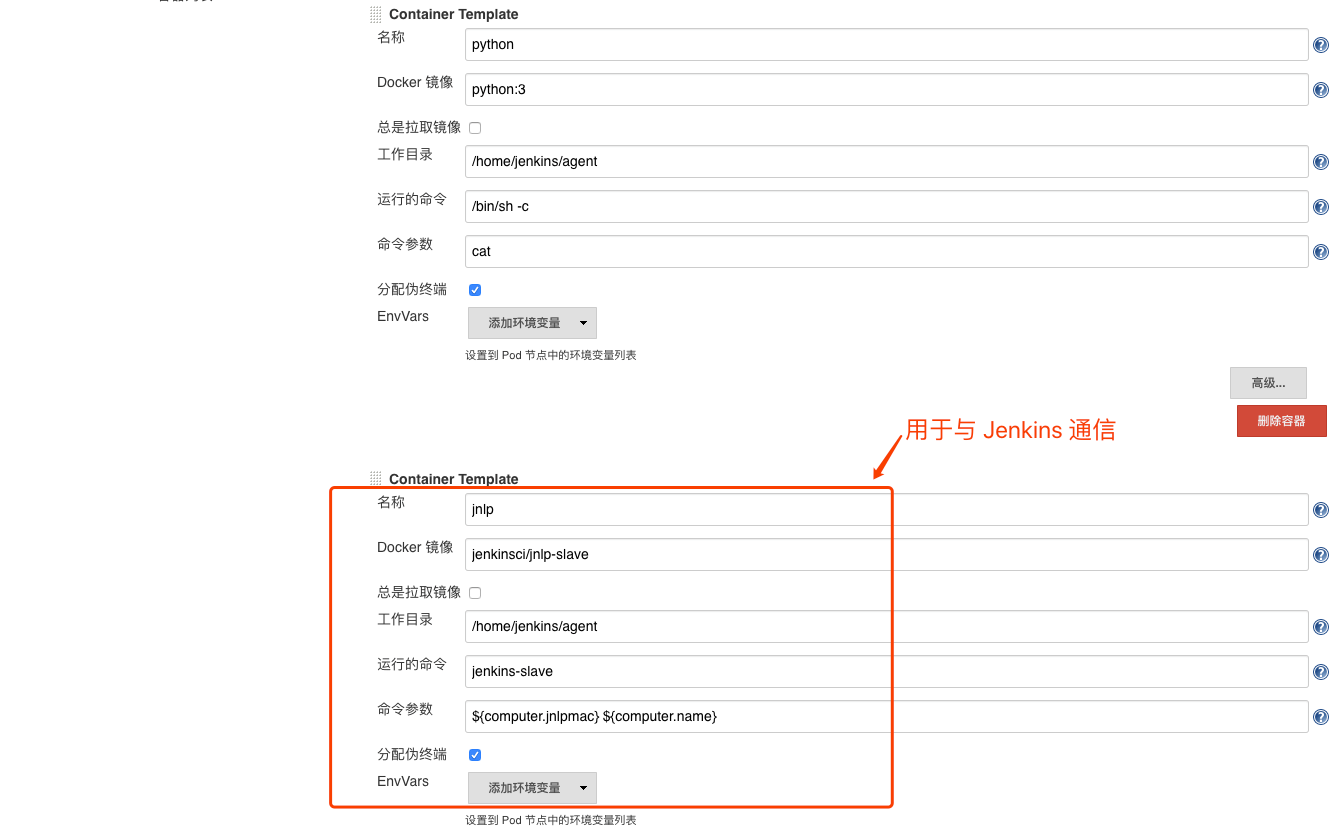 Container Template
名称
python
Docker 镜像
python:3
总是拉取镜像
工作目录
/home/jenkins/agent
运行的命令
/bin/sh -c
命令参数
cat
分配伪终端
EnvVars
添加环境变量
设置到 Pod 节点中的环境变量列表
高级...
删除容器
用于与 Jenkins 通信
Container Template
名称
jnlp
Docker 镜像
jenkinsci/jnlp-slave
总是拉取镜像
工作目录
/home/jenkins/agent
运行的命令
jenkins-slave
命令参数
${computer.jnlpmac} ${computer.name}
分配伪终端
EnvVars
添加环境变量
设置到 Pod 节点中的环境变量列表